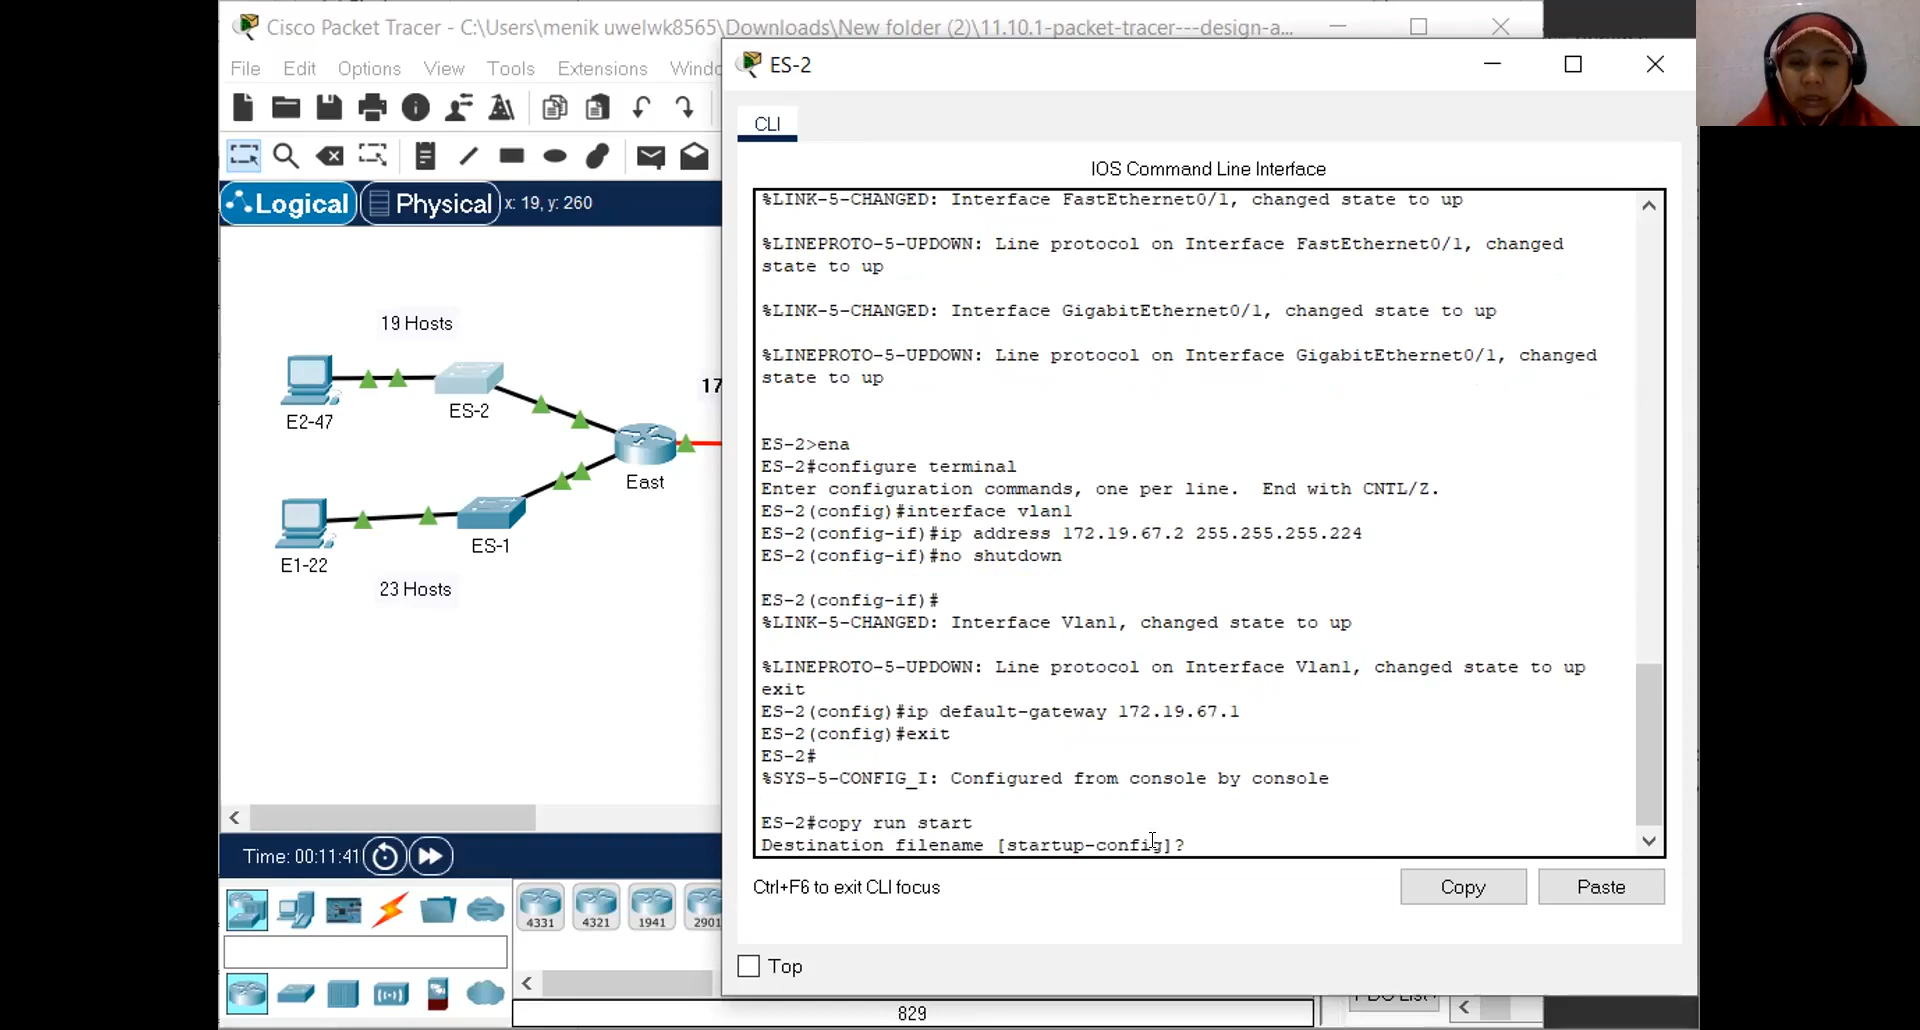 Cisco Packet Tracer - C:\Users\menik uwelwk8565\Downloads\New folder (2)\11.10.1-packet-tracer---design-a...
File Edit Options View Tools Extensions Windo
Logical Physical x: 19, y: 260
19 Hosts
E2-47
ES-2
17
East
E1-22
ES-1
23 Hosts
Time: 00:11:41
4331 4321 1941 2901
829
ES-2
CLI
IOS Command Line Interface
%LINK-5-CHANGED: Interface FastEthernet0/1, changed state to up
%LINEPROTO-5-UPDOWN: Line protocol on Interface FastEthernet0/1, changed
state to up
%LINK-5-CHANGED: Interface GigabitEthernet0/1, changed state to up
%LINEPROTO-5-UPDOWN: Line protocol on Interface GigabitEthernet0/1, changed
state to up
ES-2>ena
ES-2#configure terminal
Enter configuration commands, one per line.  End with CNTL/Z.
ES-2(config)#interface vlan1
ES-2(config-if)#ip address 172.19.67.2 255.255.255.224
ES-2(config-if)#no shutdown
ES-2(config-if)#
%LINK-5-CHANGED: Interface Vlan1, changed state to up
%LINEPROTO-5-UPDOWN: Line protocol on Interface Vlan1, changed state to up
exit
ES-2(config)#ip default-gateway 172.19.67.1
ES-2(config)#exit
ES-2#
%SYS-5-CONFIG_I: Configured from console by console
ES-2#copy run start
Destination filename [startup-config]?
Ctrl+F6 to exit CLI focus
Copy
Paste
Top